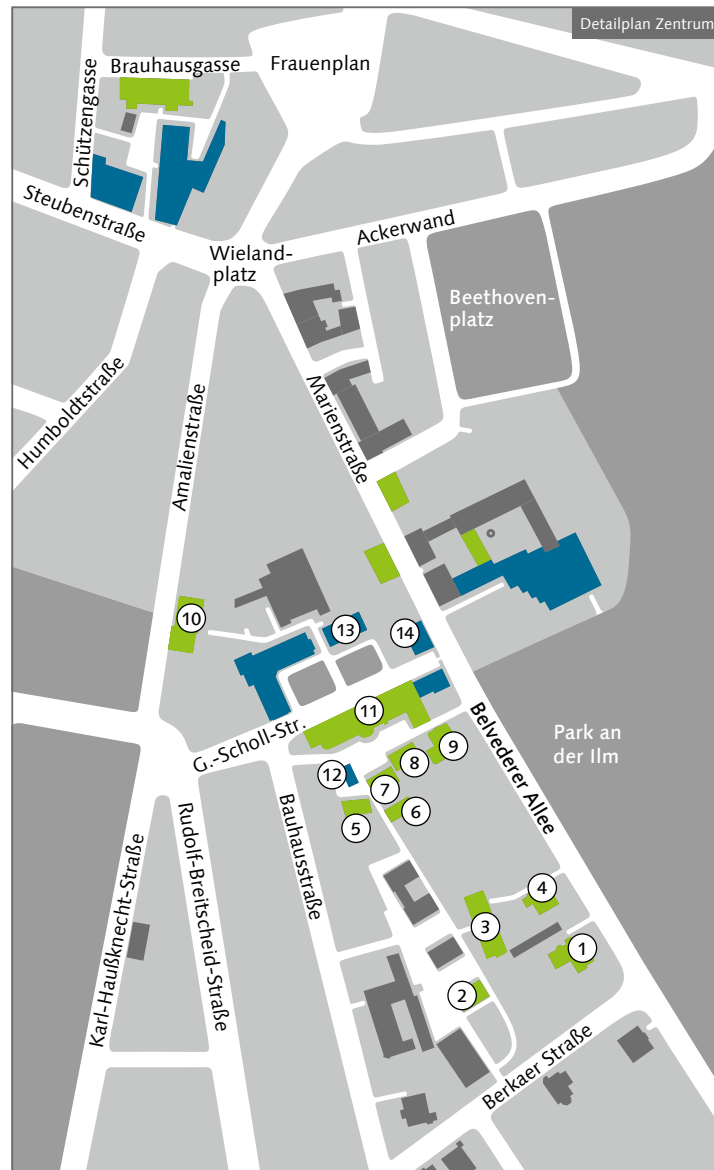 Detailplan Zentrum
Brauhausgasse
Frauenplan
Schützengasse
Steubenstraße
Wieland-
platz
Ackerwand
Beethoven-
platz
Humboldtstraße
Amalienstraße
Marienstraße
10
13
14
11
G.-Scholl-Str.
Belvederer Allee
Park an
der Ilm
12
9
8
7
6
5
Bauhausstraße
Rudolf-Breitscheid-Straße
Karl-Haußknecht-Straße
4
3
1
2
Berkaer Straße